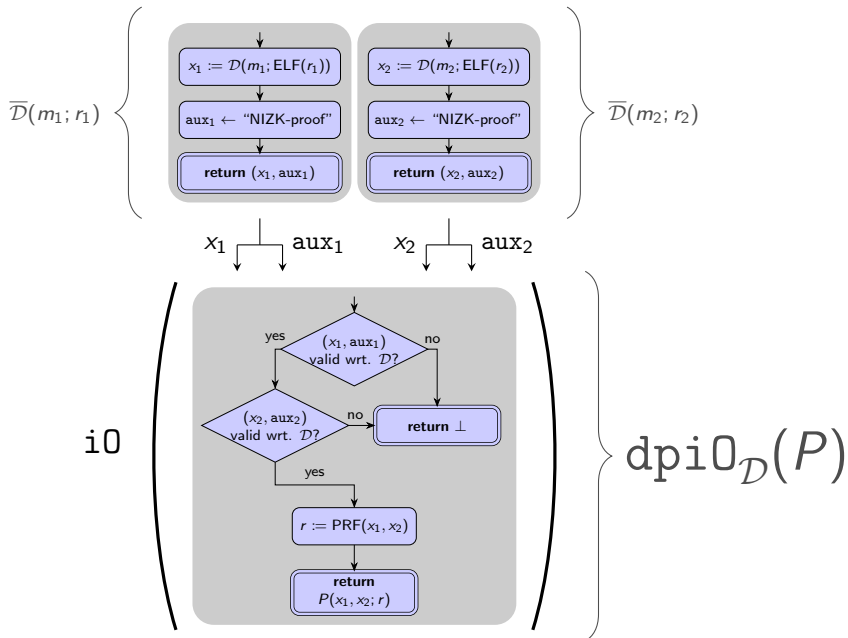 x₁ := 𝒟(m₁; ELF(r₁))
x₂ := 𝒟(m₂; ELF(r₂))
𝒟̅(m₁; r₁)
aux₁ ← “NIZK-proof”
aux₂ ← “NIZK-proof”
𝒟̅(m₂; r₂)
return (x₁, aux₁)
return (x₂, aux₂)
x₁
aux₁
x₂
aux₂
yes
(x₁, aux₁)
valid wrt. 𝒟?
no
(x₂, aux₂)
valid wrt. 𝒟?
no
return ⊥
iO
dpiO_𝒟(P)
yes
r := PRF(x₁, x₂)
return
P(x₁, x₂; r)